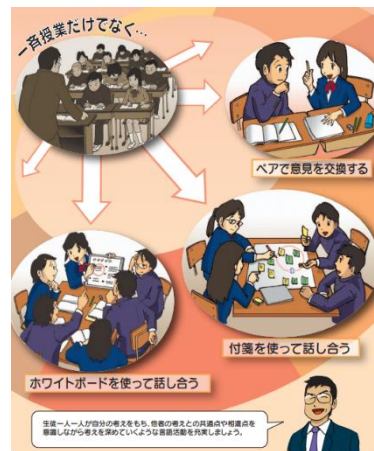 一斉授業だけでなく…
ペアで意見を交換する
付箋を使って話し合う
ホワイトボードを使って話し合う
生徒一人一人が自分の考えをもち、他者の考えとの共通点や相違点を
意識しながら考えを深めていくような言語活動を充実しましょう。